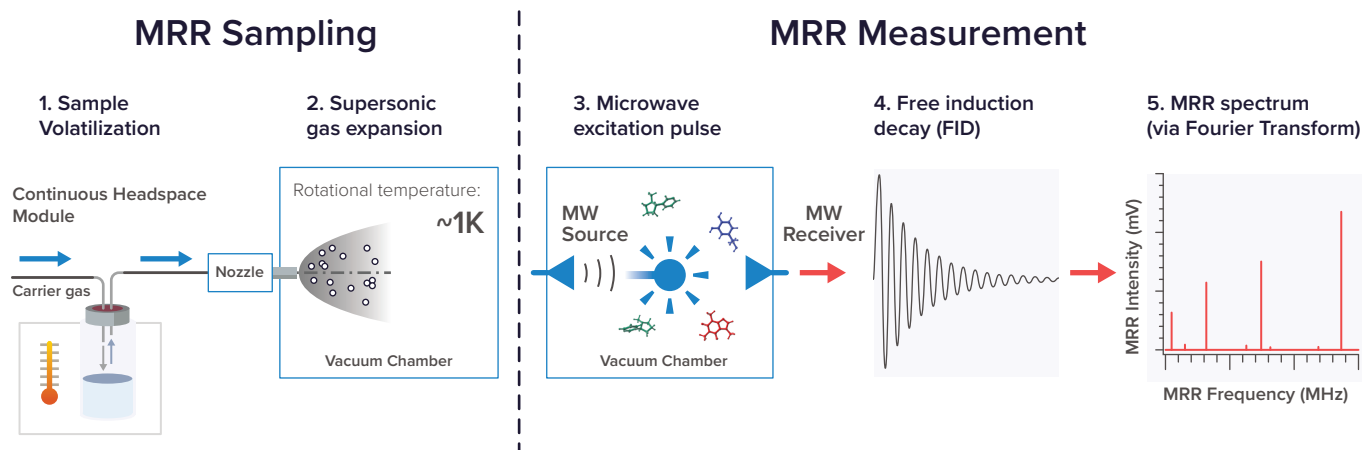 MRR Sampling
MRR Measurement
1. Sample
Volatilization
2. Supersonic
gas expansion
3. Microwave
excitation pulse
4. Free induction
decay (FID)
5. MRR spectrum
(via Fourier Transform)
Continuous Headspace
Module
Carrier gas
Nozzle
Rotational temperature:
~1K
Vacuum Chamber
MW
Source
Vacuum Chamber
MW
Receiver
MRR Intensity (mV)
MRR Frequency (MHz)